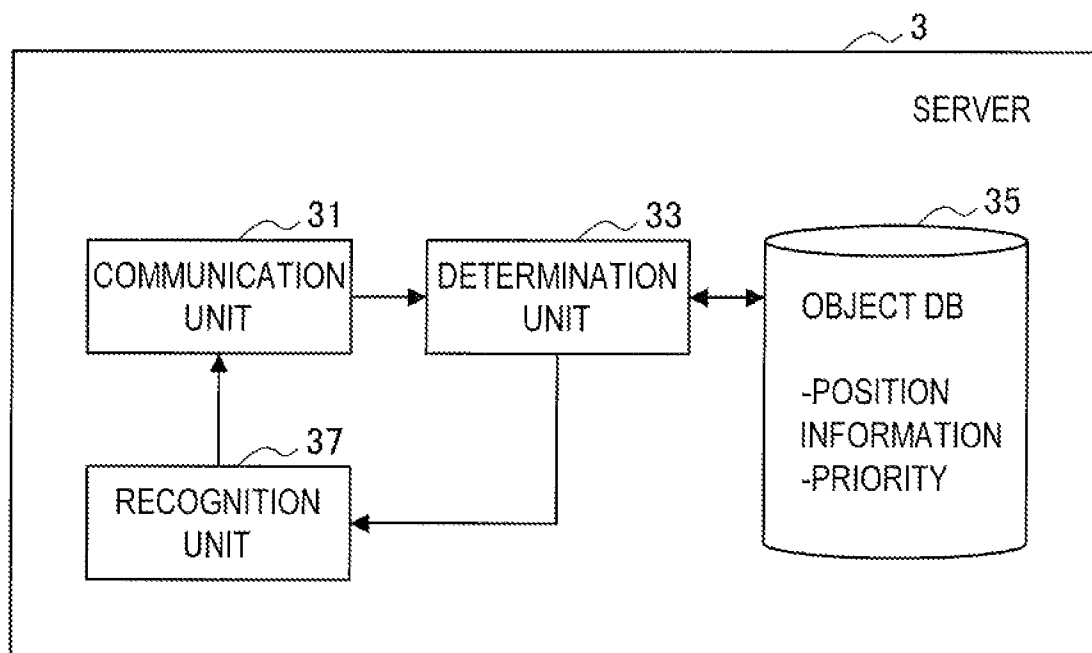 3
SERVER
31
COMMUNICATION
UNIT
33
DETERMINATION
UNIT
35
OBJECT DB
-POSITION
INFORMATION
-PRIORITY
37
RECOGNITION
UNIT